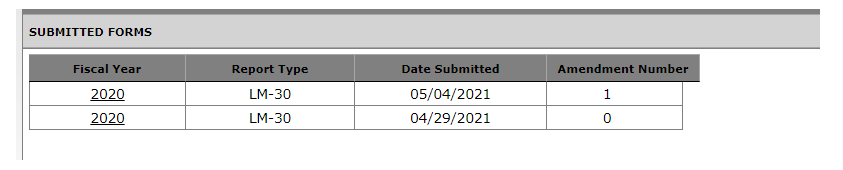 SUBMITTED FORMS
Fiscal Year Report Type Date Submitted Amendment Number
2020 LM-30 05/04/2021 1
2020 LM-30 04/29/2021 0